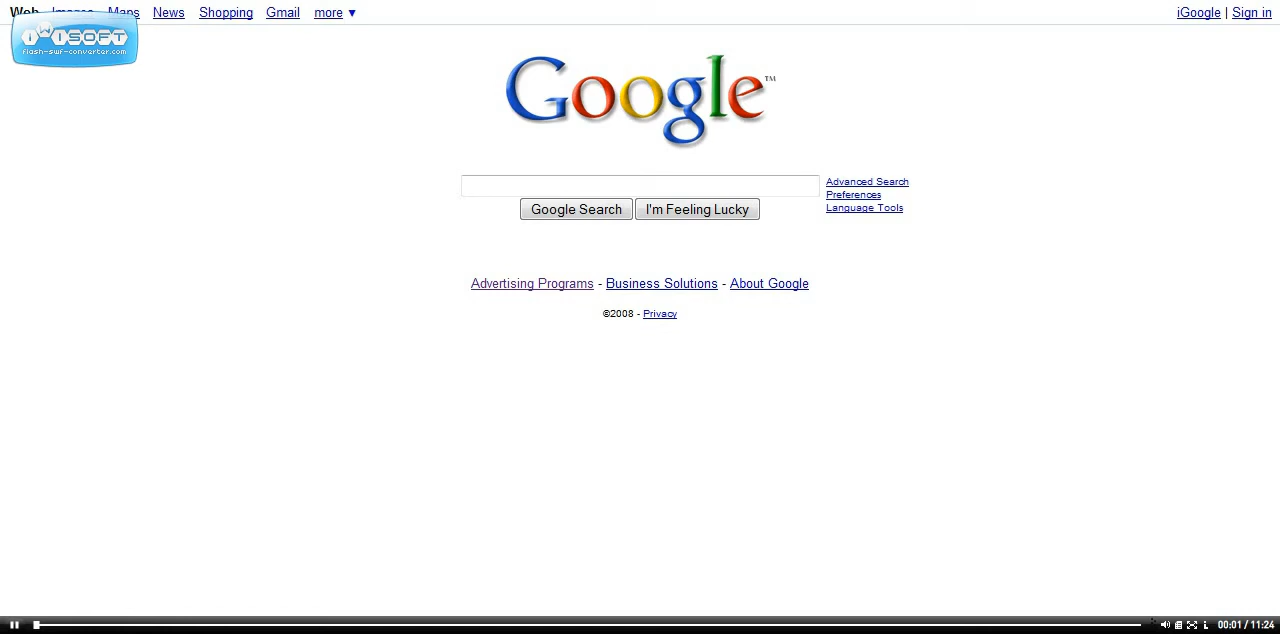 Web Images Maps News Shopping Gmail more ▼
iGoogle | Sign in
iWiSOFT
flash-swf-converter.com
Google™
Advanced Search
Preferences
Language Tools
Google Search I'm Feeling Lucky
Advertising Programs - Business Solutions - About Google
©2008 - Privacy
00:01 / 11:24